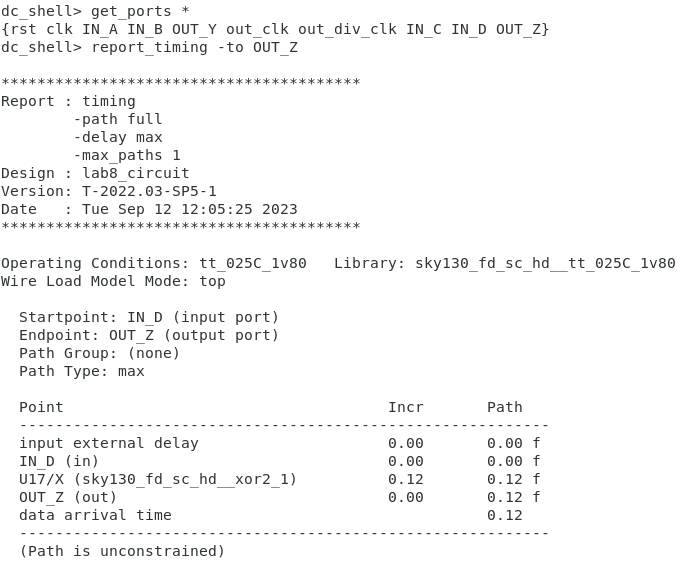 dc_shell> get_ports *
{rst clk IN_A IN_B OUT_Y out_clk out_div_clk IN_C IN_D OUT_Z}
dc_shell> report_timing -to OUT_Z
****************************************
Report : timing
        -path full
        -delay max
        -max_paths 1
Design : lab8_circuit
Version: T-2022.03-SP5-1
Date   : Tue Sep 12 12:05:25 2023
****************************************
Operating Conditions: tt_025C_1v80   Library: sky130_fd_sc_hd__tt_025C_1v80
Wire Load Model Mode: top
  Startpoint: IN_D (input port)
  Endpoint: OUT_Z (output port)
  Path Group: (none)
  Path Type: max
  Point                                    Incr       Path
  -----------------------------------------------------------
  input external delay                     0.00       0.00 f
  IN_D (in)                                0.00       0.00 f
  U17/X (sky130_fd_sc_hd__xor2_1)          0.12       0.12 f
  OUT_Z (out)                              0.00       0.12 f
  data arrival time                                   0.12
  -----------------------------------------------------------
  (Path is unconstrained)